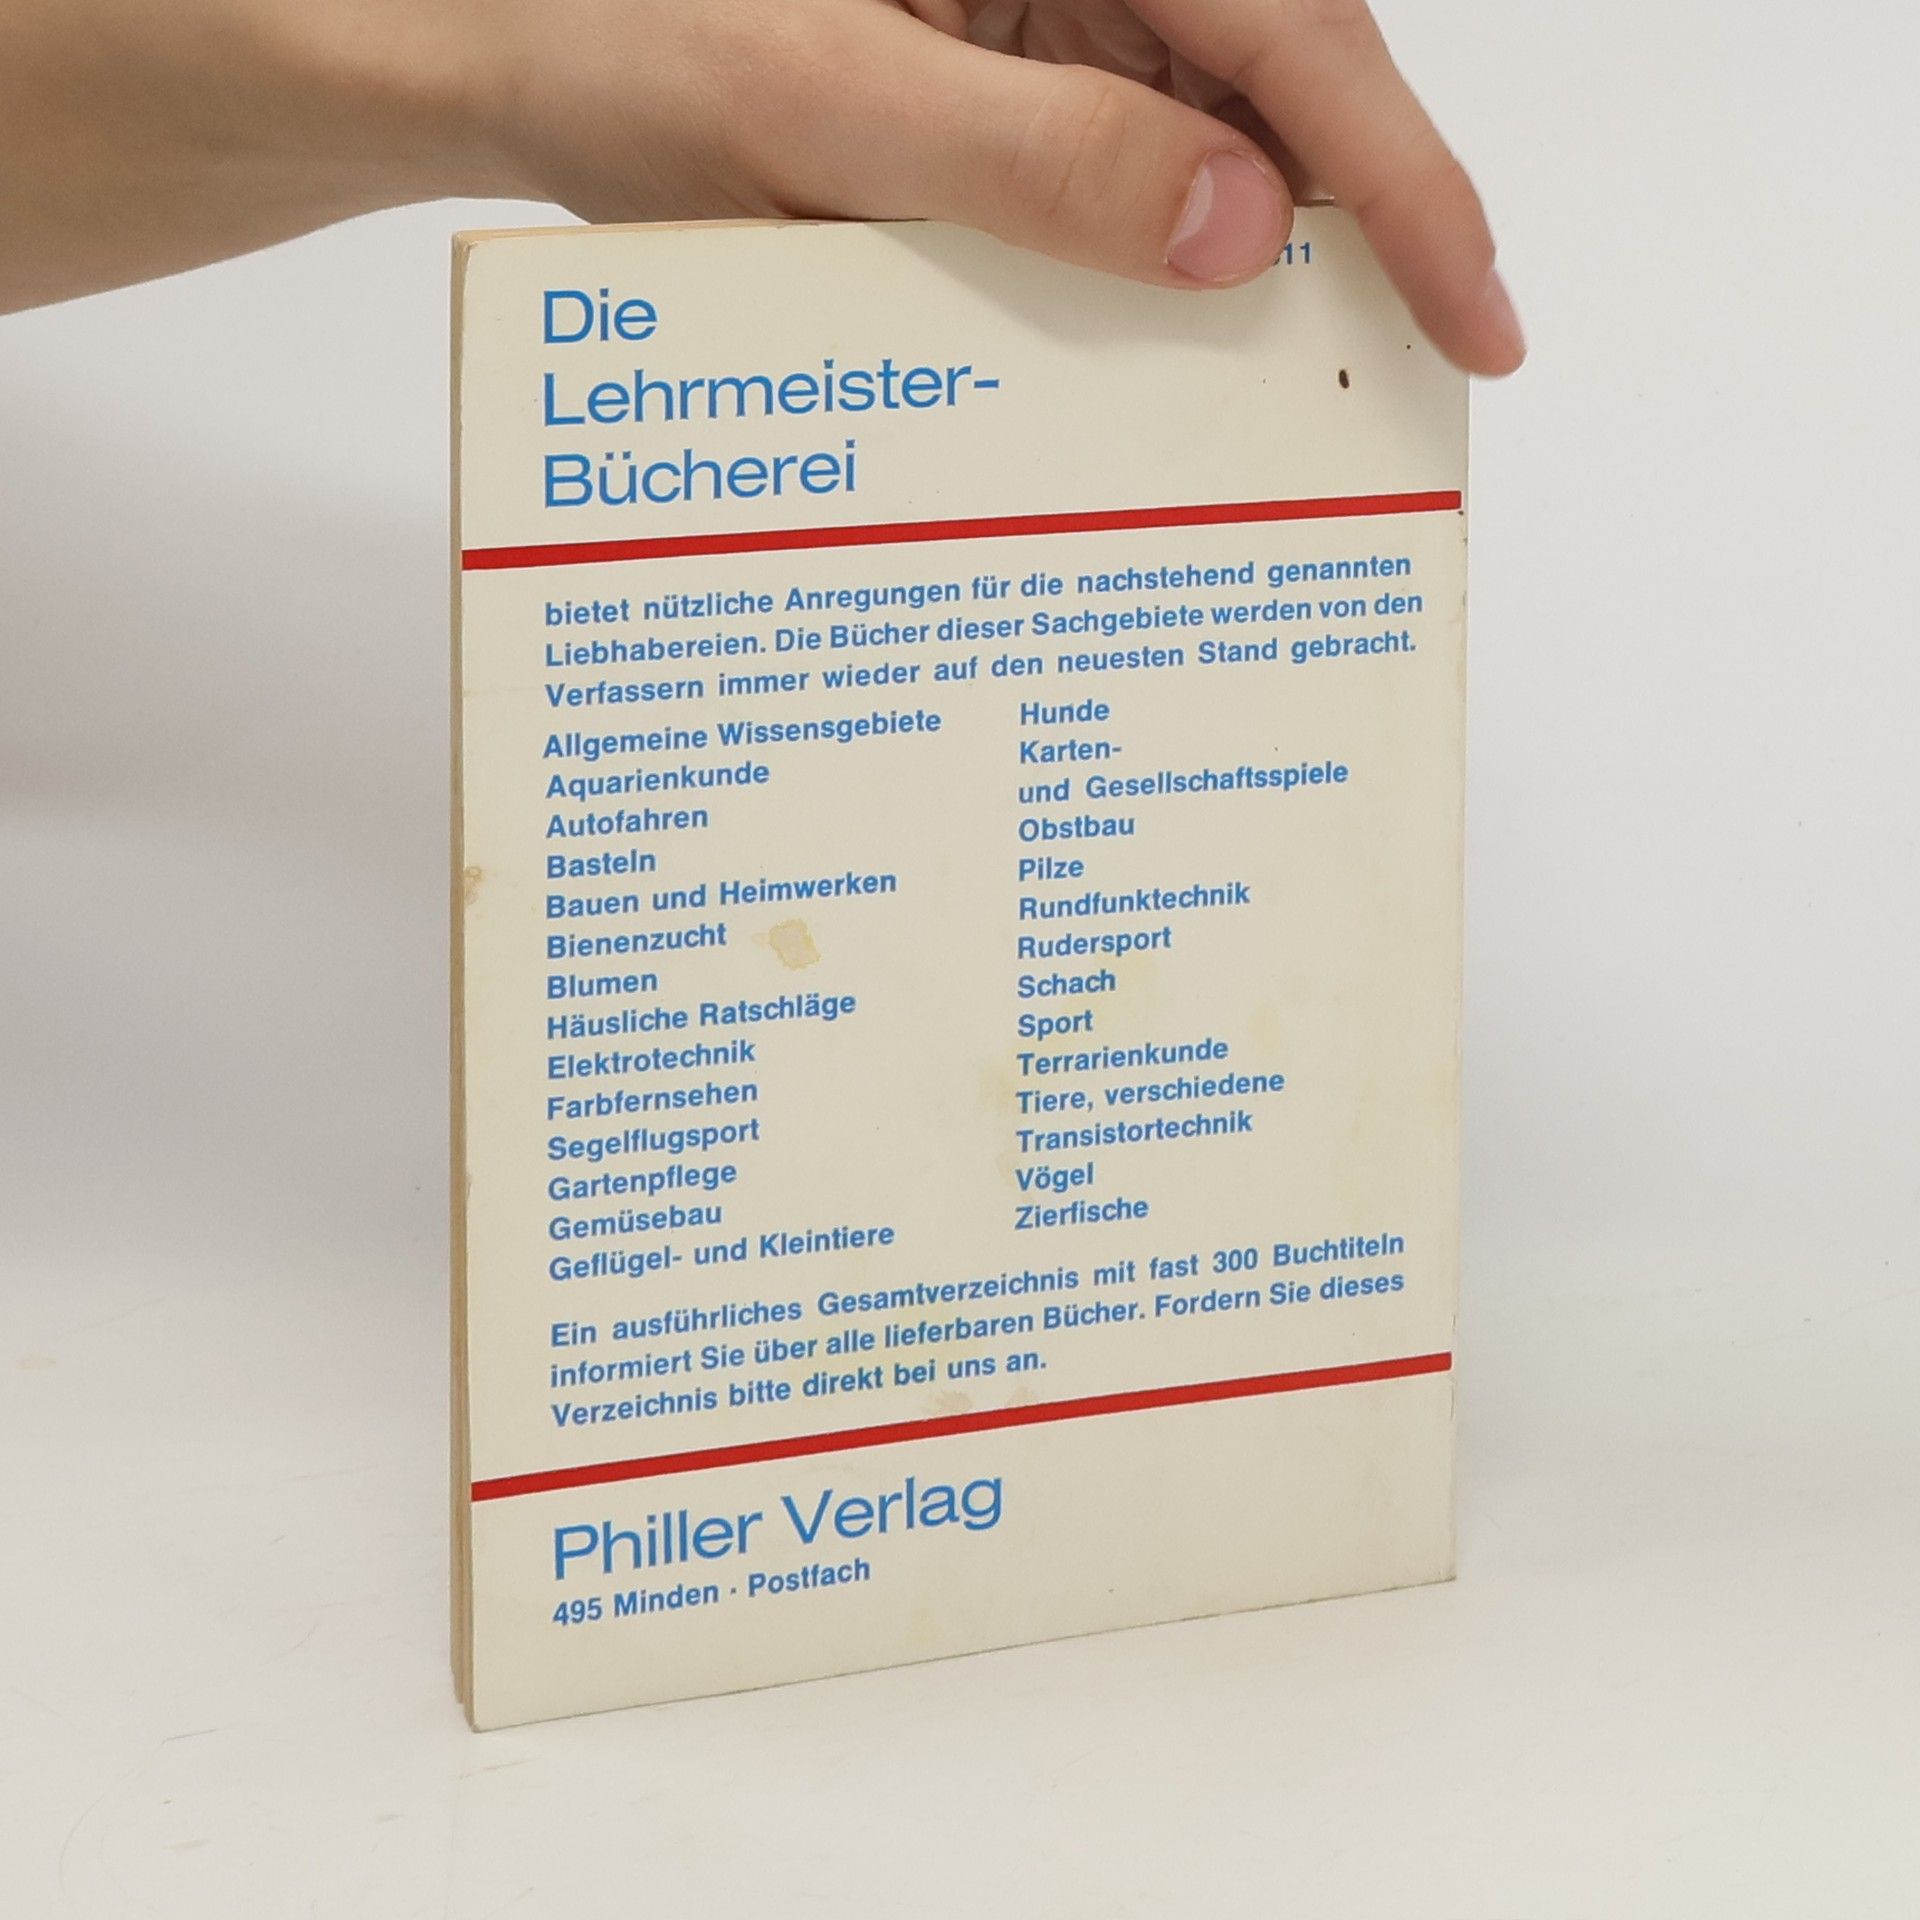 11
Die
Lehrmeister-
Bücherei
bietet nützliche Anregungen für die nachstehend genannten
Liebhabereien. Die Bücher dieser Sachgebiete werden von den
Verfassern immer wieder auf den neuesten Stand gebracht.
Allgemeine Wissensgebiete
Aquarienkunde
Autofahren
Basteln
Bauen und Heimwerken
Bienenzucht
Blumen
Häusliche Ratschläge
Elektrotechnik
Farbfernsehen
Segelflugsport
Gartenpflege
Gemüsebau
Geflügel- und Kleintiere
Hunde
Karten-
und Gesellschaftsspiele
Obstbau
Pilze
Rundfunktechnik
Rudersport
Schach
Sport
Terrarienkunde
Tiere, verschiedene
Transistortechnik
Vögel
Zierfische
Ein ausführliches Gesamtverzeichnis mit fast 300 Buchtiteln
informiert Sie über alle lieferbaren Bücher. Fordern Sie dieses
Verzeichnis bitte direkt bei uns an.
Philler Verlag
495 Minden · Postfach